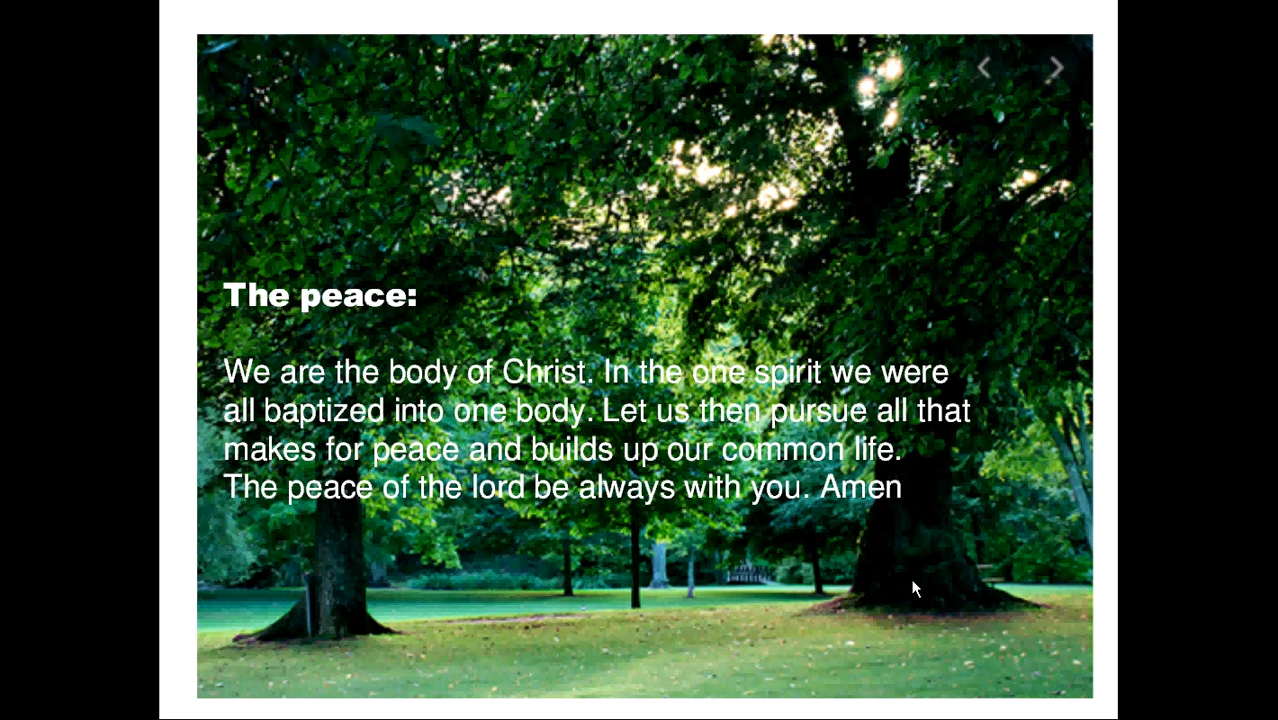 The peace:
We are the body of Christ. In the one spirit we were
all baptized into one body. Let us then pursue all that
makes for peace and builds up our common life.
The peace of the lord be always with you. Amen